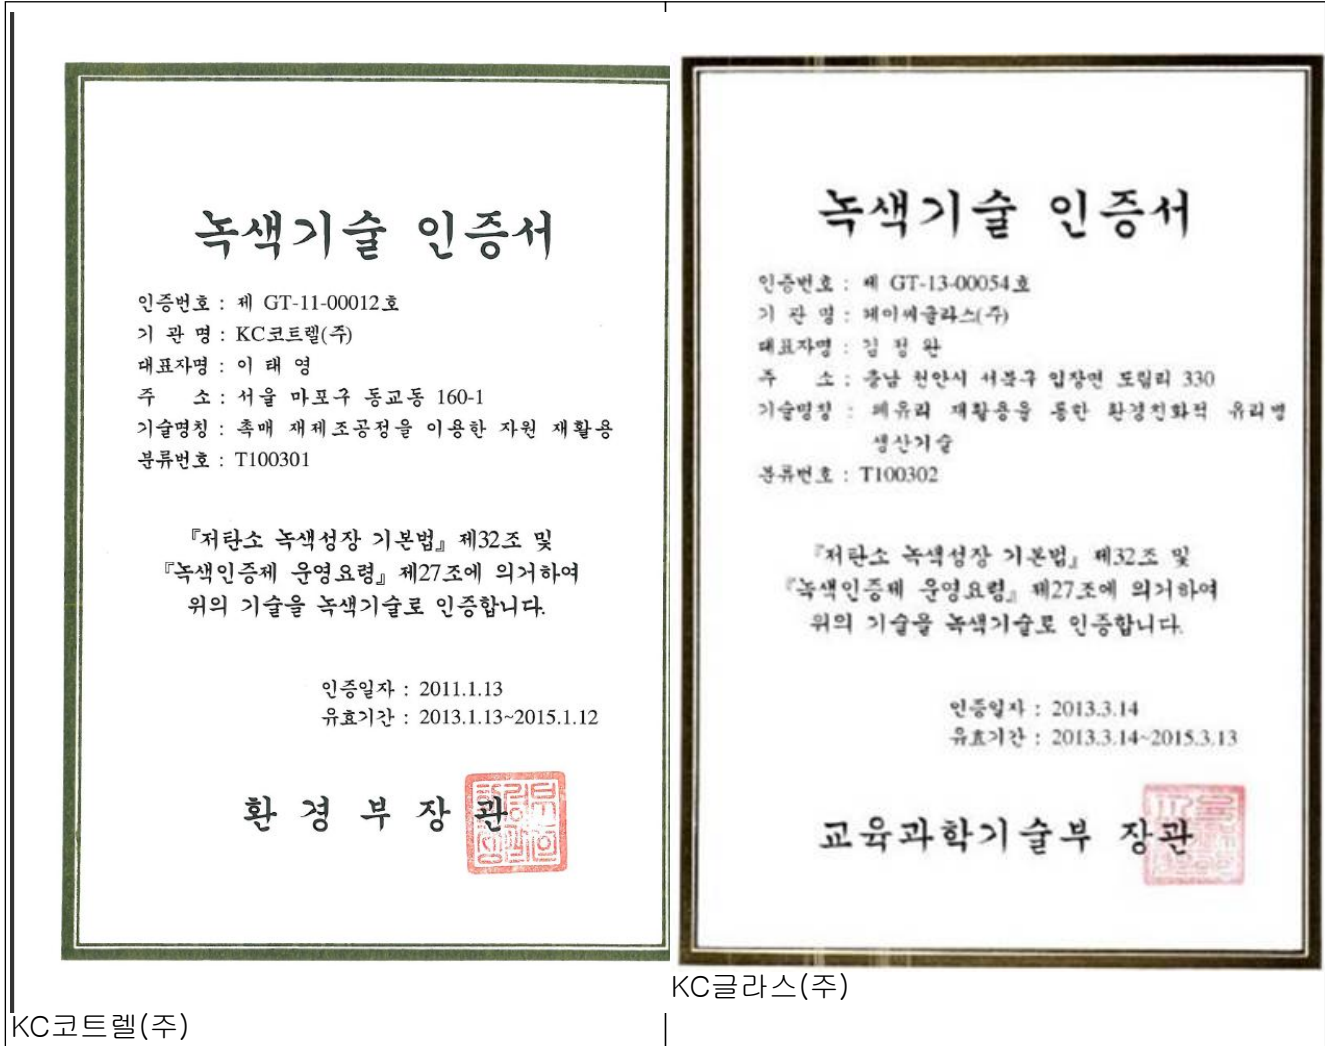 녹색기술 인증서
인증번호 : 제 GT-11-00012호
기 관 명 : KC코트렐(주)
대표자명 : 이 태 영
주 소 : 서울 마포구 동교동 160-1
기술명칭 : 촉매 재제조공정을 이용한 자원 재활용
분류번호 : T100301
『저탄소 녹색성장 기본법』 제32조 및
『녹색인증제 운영요령』 제27조에 의거하여
위의 기술을 녹색기술로 인증합니다.
인증일자 : 2011.1.13
유효기간 : 2013.1.13~2015.1.12
환 경 부 장 관
KC코트렐(주)
녹색기술 인증서
인증번호 : 제 GT-13-00054호
기 관 명 : 케이씨글라스(주)
대표자명 : 김 정 완
주 소 : 충남 천안시 서북구 입장면 도림리 330
기술명칭 : 폐유리 재활용을 통한 환경친화적 유리병
생산기술
분류번호 : T100302
『저탄소 녹색성장 기본법』 제32조 및
『녹색인증제 운영요령』 제27조에 의거하여
위의 기술을 녹색기술로 인증합니다.
인증일자 : 2013.3.14
유효기간 : 2013.3.14~2015.3.13
교육과학기술부 장관
KC글라스(주)